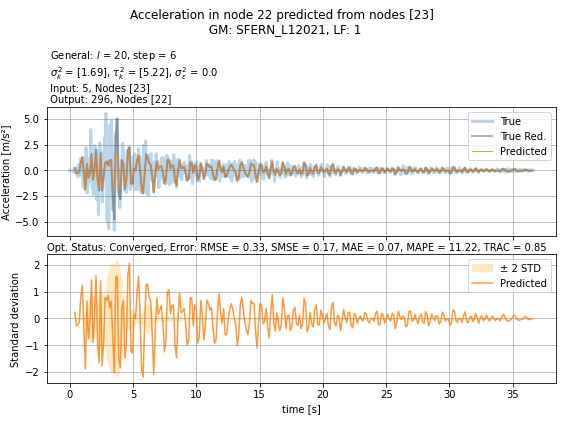 Acceleration in node 22 predicted from nodes [23]
GM: SFERN_L12021, LF: 1
General: l = 20, step = 6
σ²ₖ = [1.69], τ²ₖ = [5.22], σ²ε = 0.0
Input: 5, Nodes [23]
Output: 296, Nodes [22]
Acceleration [m/s²]
5.0
2.5
0.0
−2.5
−5.0
True
True Red.
Predicted
Opt. Status: Converged, Error: RMSE = 0.33, SMSE = 0.17, MAE = 0.07, MAPE = 11.22, TRAC = 0.85
Standard deviation
2
1
0
−1
−2
± 2 STD
Predicted
0 5 10 15 20 25 30 35
time [s]